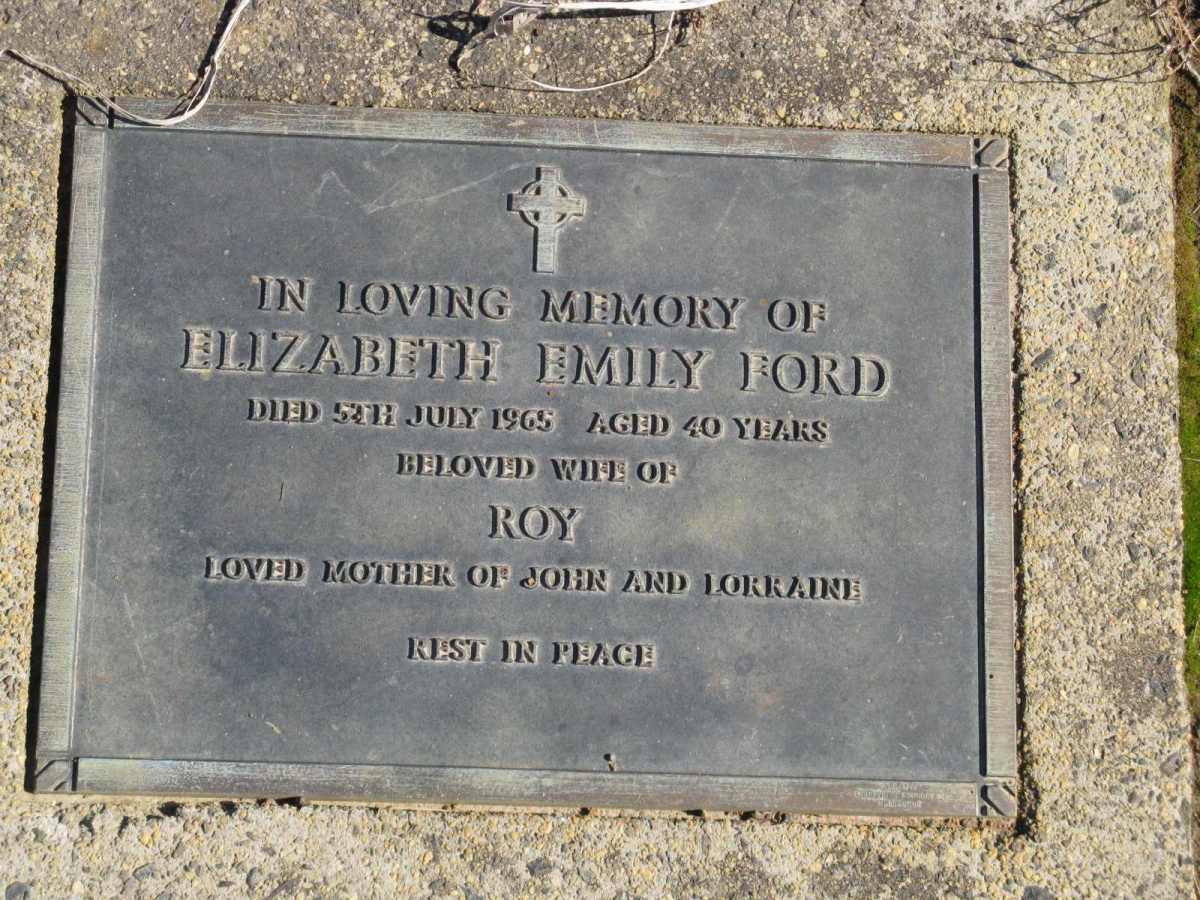 IN LOVING MEMORY OF
ELIZABETH EMILY FORD
DIED 5TH JULY 1965 AGED 40 YEARS
BELOVED WIFE OF
ROY
LOVED MOTHER OF JOHN AND LORRAINE
REST IN PEACE